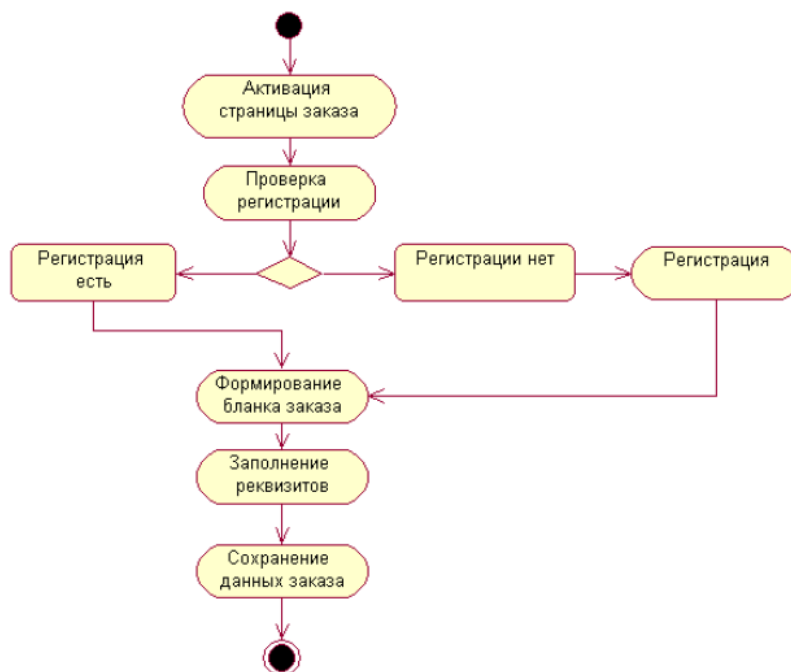 Активация
страницы заказа
Проверка
регистрации
Регистрация
есть
Регистрации нет
Регистрация
Формирование
бланка заказа
Заполнение
реквизитов
Сохранение
данных заказа